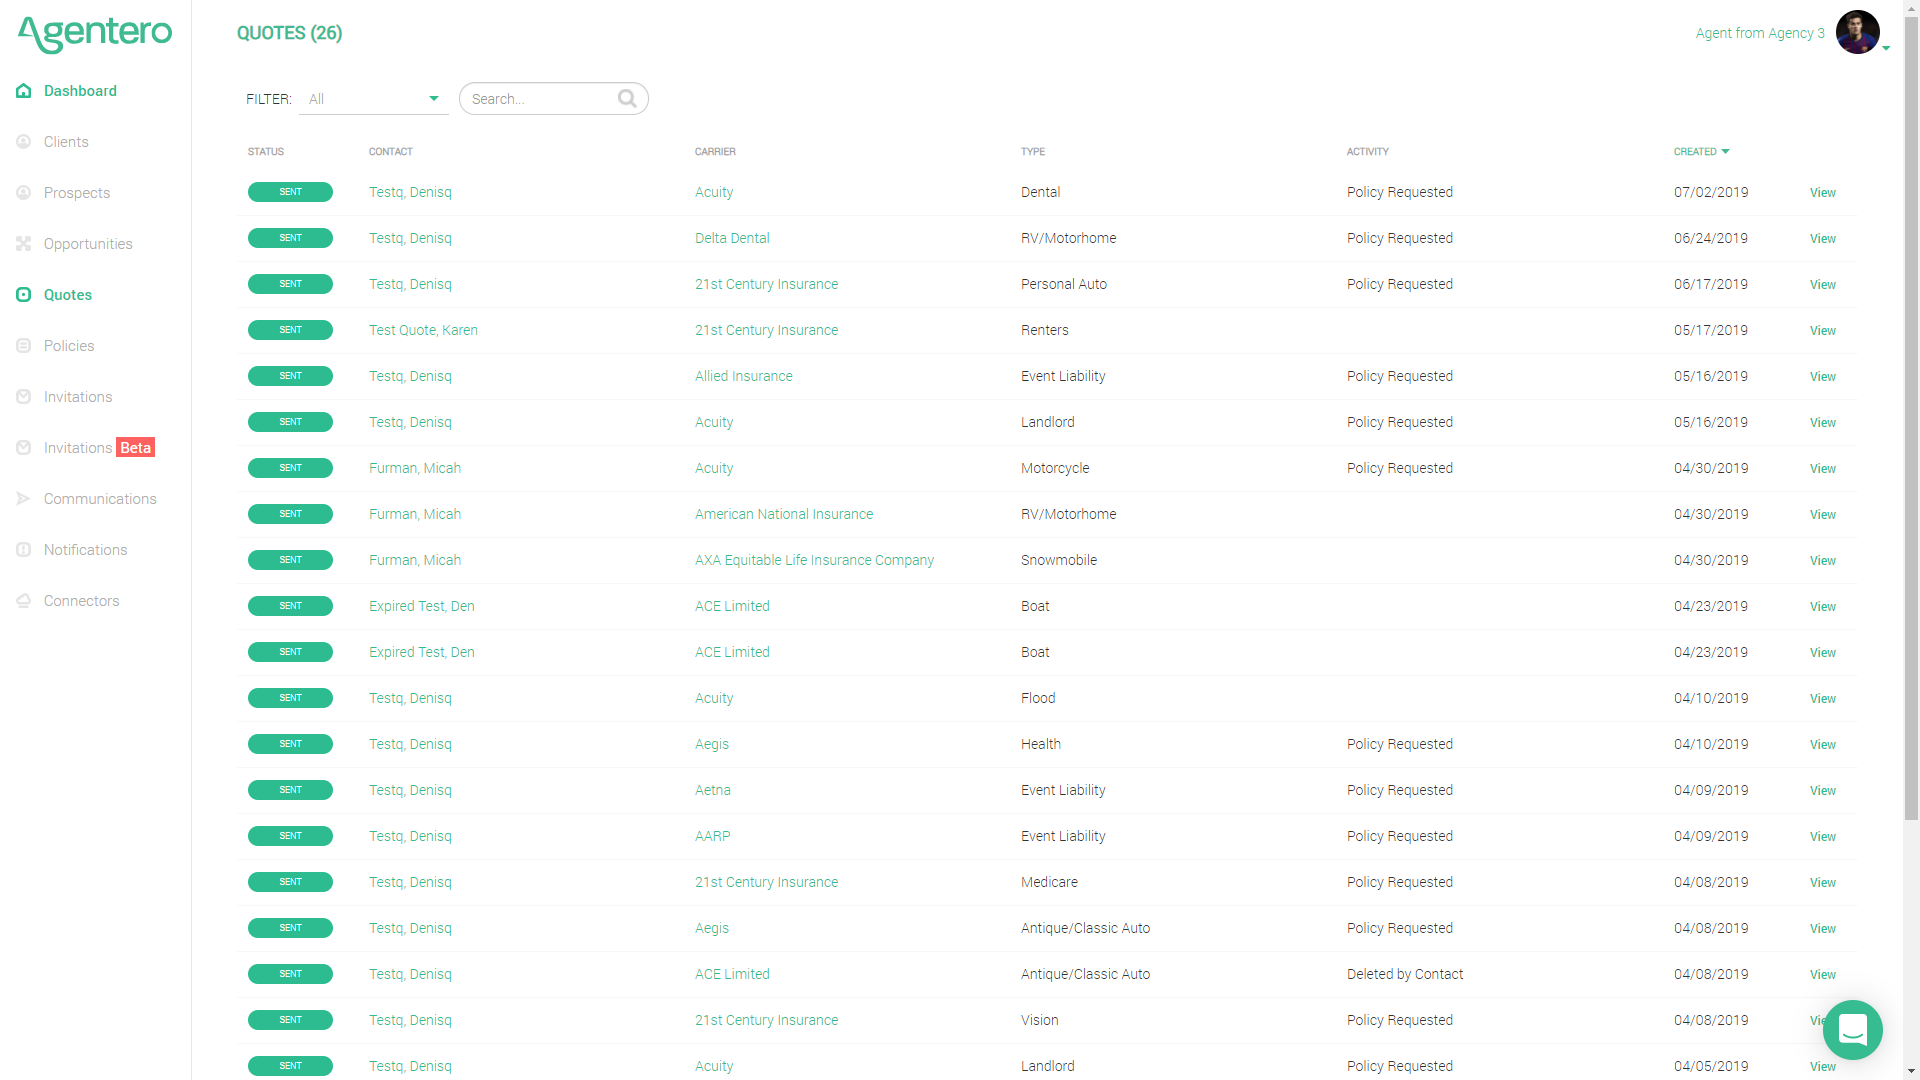 Agentero
QUOTES (26)
Agent from Agency 3
Dashboard
Clients
Prospects
Opportunities
Quotes
Policies
Invitations
Invitations Beta
Communications
Notifications
Connectors
FILTER: All Search...
STATUS CONTACT CARRIER TYPE ACTIVITY CREATED
SENT Testq, Denisq Acuity Dental Policy Requested 07/02/2019 View
SENT Testq, Denisq Delta Dental RV/Motorhome Policy Requested 06/24/2019 View
SENT Testq, Denisq 21st Century Insurance Personal Auto Policy Requested 06/17/2019 View
SENT Test Quote, Karen 21st Century Insurance Renters 05/17/2019 View
SENT Testq, Denisq Allied Insurance Event Liability Policy Requested 05/16/2019 View
SENT Testq, Denisq Acuity Landlord Policy Requested 05/16/2019 View
SENT Furman, Micah Acuity Motorcycle Policy Requested 04/30/2019 View
SENT Furman, Micah American National Insurance RV/Motorhome 04/30/2019 View
SENT Furman, Micah AXA Equitable Life Insurance Company Snowmobile 04/30/2019 View
SENT Expired Test, Den ACE Limited Boat 04/23/2019 View
SENT Expired Test, Den ACE Limited Boat 04/23/2019 View
SENT Testq, Denisq Acuity Flood 04/10/2019 View
SENT Testq, Denisq Aegis Health Policy Requested 04/10/2019 View
SENT Testq, Denisq Aetna Event Liability Policy Requested 04/09/2019 View
SENT Testq, Denisq AARP Event Liability Policy Requested 04/09/2019 View
SENT Testq, Denisq 21st Century Insurance Medicare Policy Requested 04/08/2019 View
SENT Testq, Denisq Aegis Antique/Classic Auto Policy Requested 04/08/2019 View
SENT Testq, Denisq ACE Limited Antique/Classic Auto Deleted by Contact 04/08/2019 View
SENT Testq, Denisq 21st Century Insurance Vision Policy Requested 04/08/2019
SENT Testq, Denisq Acuity Landlord Policy Requested 04/05/2019 View